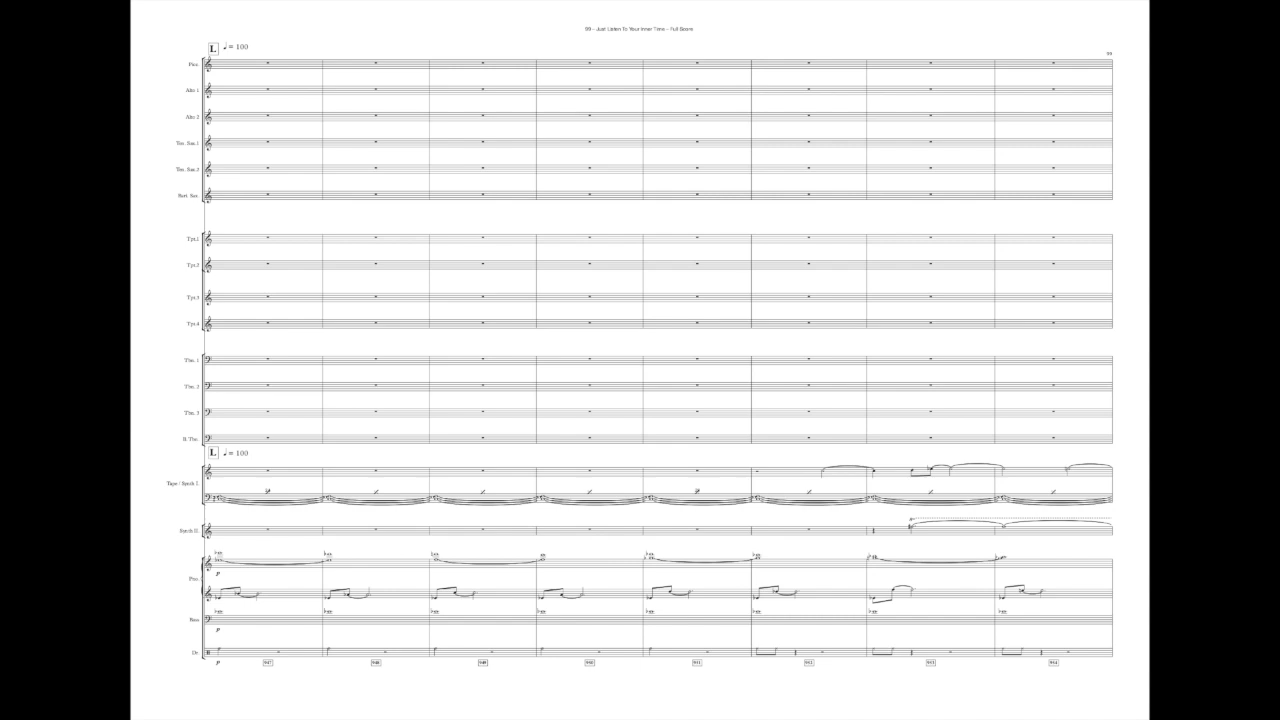 99 - Just Listen To Your Inner Time - Full Score
L ♩ = 100
99
Picc.
Alto 1
Alto 2
Ten. Sax.1
Ten. Sax.2
Bari. Sax.
Tpt.1
Tpt.2
Tpt.3
Tpt.4
Tbn. 1
Tbn. 2
Tbn. 3
B. Tbn.
L ♩ = 100
Tape / Synth I.
Synth II.
Pno.
p
Bass
p
Dr.
p
947 948 949 950 951 952 953 954